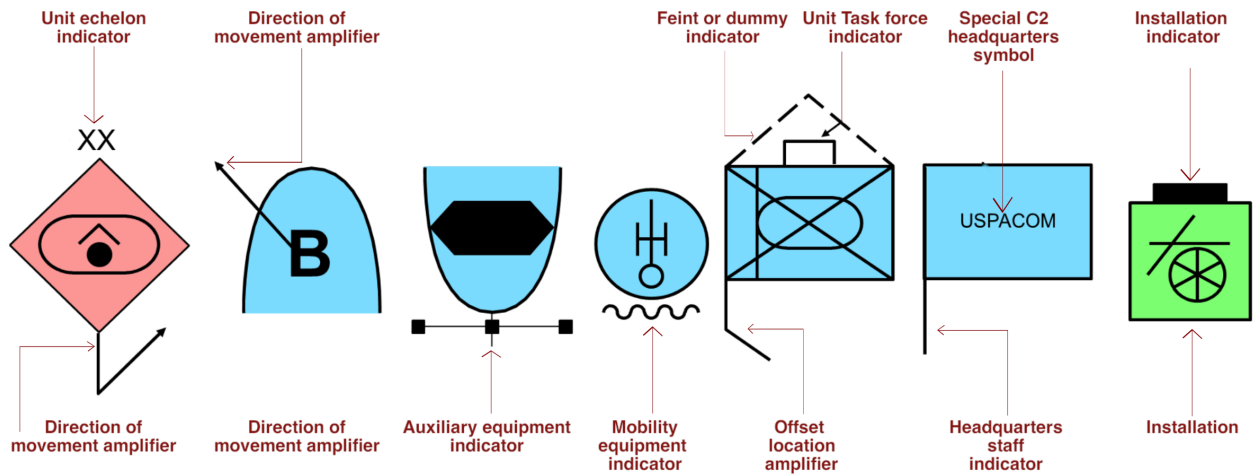 Unit echelon
indicator
Direction of
movement amplifier
Feint or dummy
indicator
Unit Task force
indicator
Special C2
headquarters
symbol
Installation
indicator
XX
B
USPACOM
Direction of
movement amplifier
Direction of
movement amplifier
Auxiliary equipment
indicator
Mobility
equipment
indicator
Offset
location
amplifier
Headquarters
staff
indicator
Installation